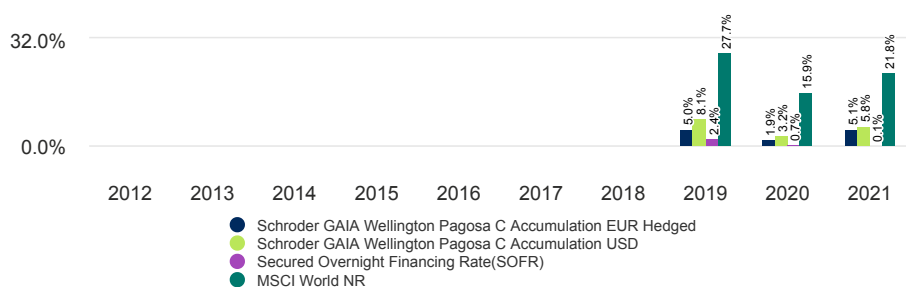 32.0%
0.0%
5.0%
8.1%
2.4%
27.7%
1.9%
3.2%
0.7%
15.9%
5.1%
5.8%
0.1%
21.8%
2012 2013 2014 2015 2016 2017 2018 2019 2020 2021
Schroder GAIA Wellington Pagosa C Accumulation EUR Hedged
Schroder GAIA Wellington Pagosa C Accumulation USD
Secured Overnight Financing Rate(SOFR)
MSCI World NR